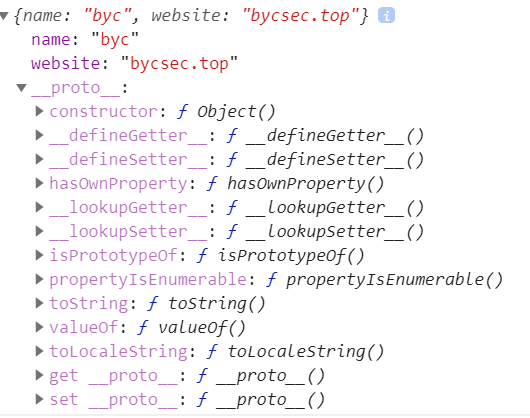 {name: "byc", website: "bycsec.top"} i
name: "byc"
website: "bycsec.top"
__proto__:
constructor: ƒ Object()
__defineGetter__: ƒ __defineGetter__()
__defineSetter__: ƒ __defineSetter__()
hasOwnProperty: ƒ hasOwnProperty()
__lookupGetter__: ƒ __lookupGetter__()
__lookupSetter__: ƒ __lookupSetter__()
isPrototypeOf: ƒ isPrototypeOf()
propertyIsEnumerable: ƒ propertyIsEnumerable()
toString: ƒ toString()
valueOf: ƒ valueOf()
toLocaleString: ƒ toLocaleString()
get __proto__: ƒ __proto__()
set __proto__: ƒ __proto__()